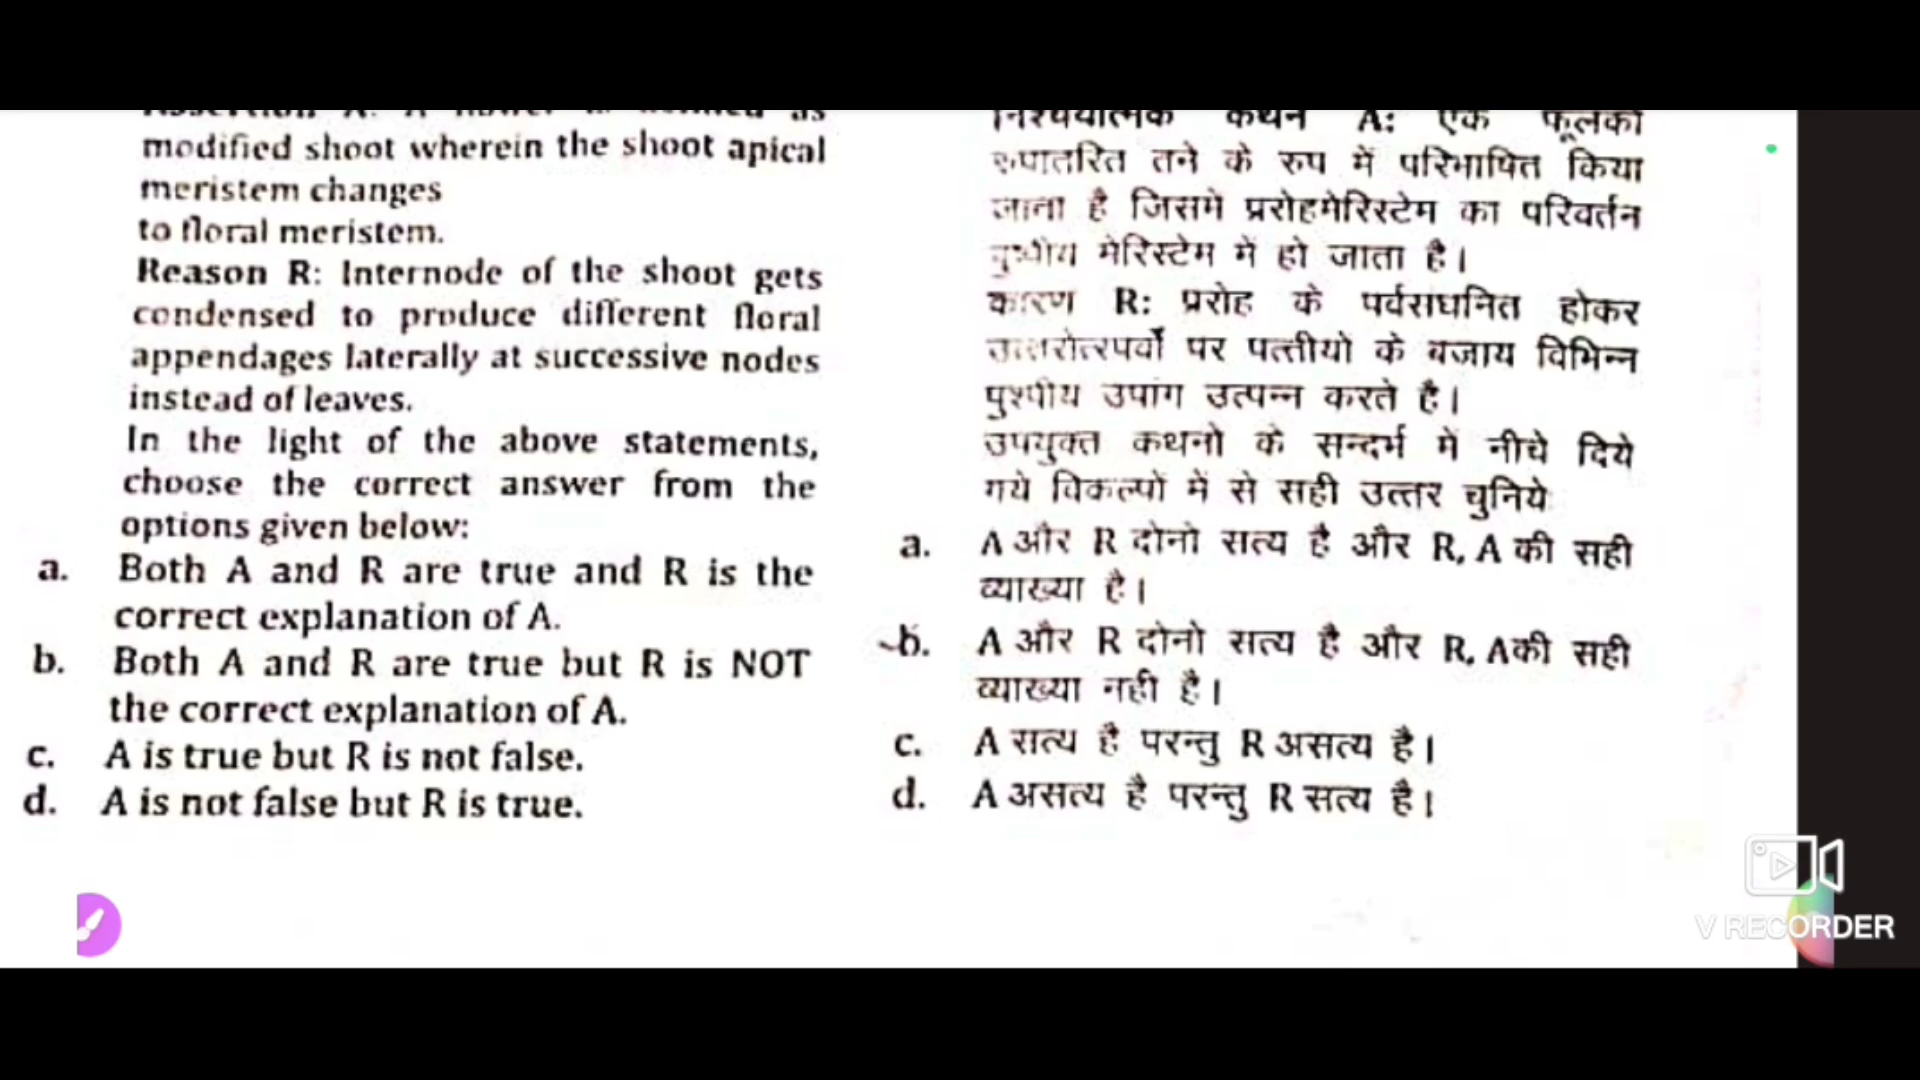 modified shoot wherein the shoot apical
meristem changes
to floral meristem.
Reason R: Internode of the shoot gets
condensed to produce different floral
appendages laterally at successive nodes
instead of leaves.
In the light of the above statements,
choose the correct answer from the
options given below:
a. Both A and R are true and R is the
correct explanation of A.
b. Both A and R are true but R is NOT
the correct explanation of A.
c. A is true but R is not false.
d. A is not false but R is true.
कथन A: एक फूलको
तने के रुप में परिभाषित किया
जाता है जिसमे प्ररोहमेरिस्टेम का परिवर्तन
मेरिस्टेम में हो जाता है।
कारण R: प्ररोह के पर्वसघनित होकर
पर पत्तीयो के बजाय विभिन्न
पुश्पीय उपांग उत्पन्न करते है।
उपयुक्त कथनो के सन्दर्भ में नीचे दिये
गये विकल्पों में से सही उत्तर चुनिये
a. A और R दोनो सत्य है और R, A की सही
व्याख्या है।
b. A और R दोनो सत्य है और R, Aकी सही
व्याख्या नही है।
c. A सत्य है परन्तु R असत्य है।
d. A असत्य है परन्तु R सत्य है।
V RECORDER